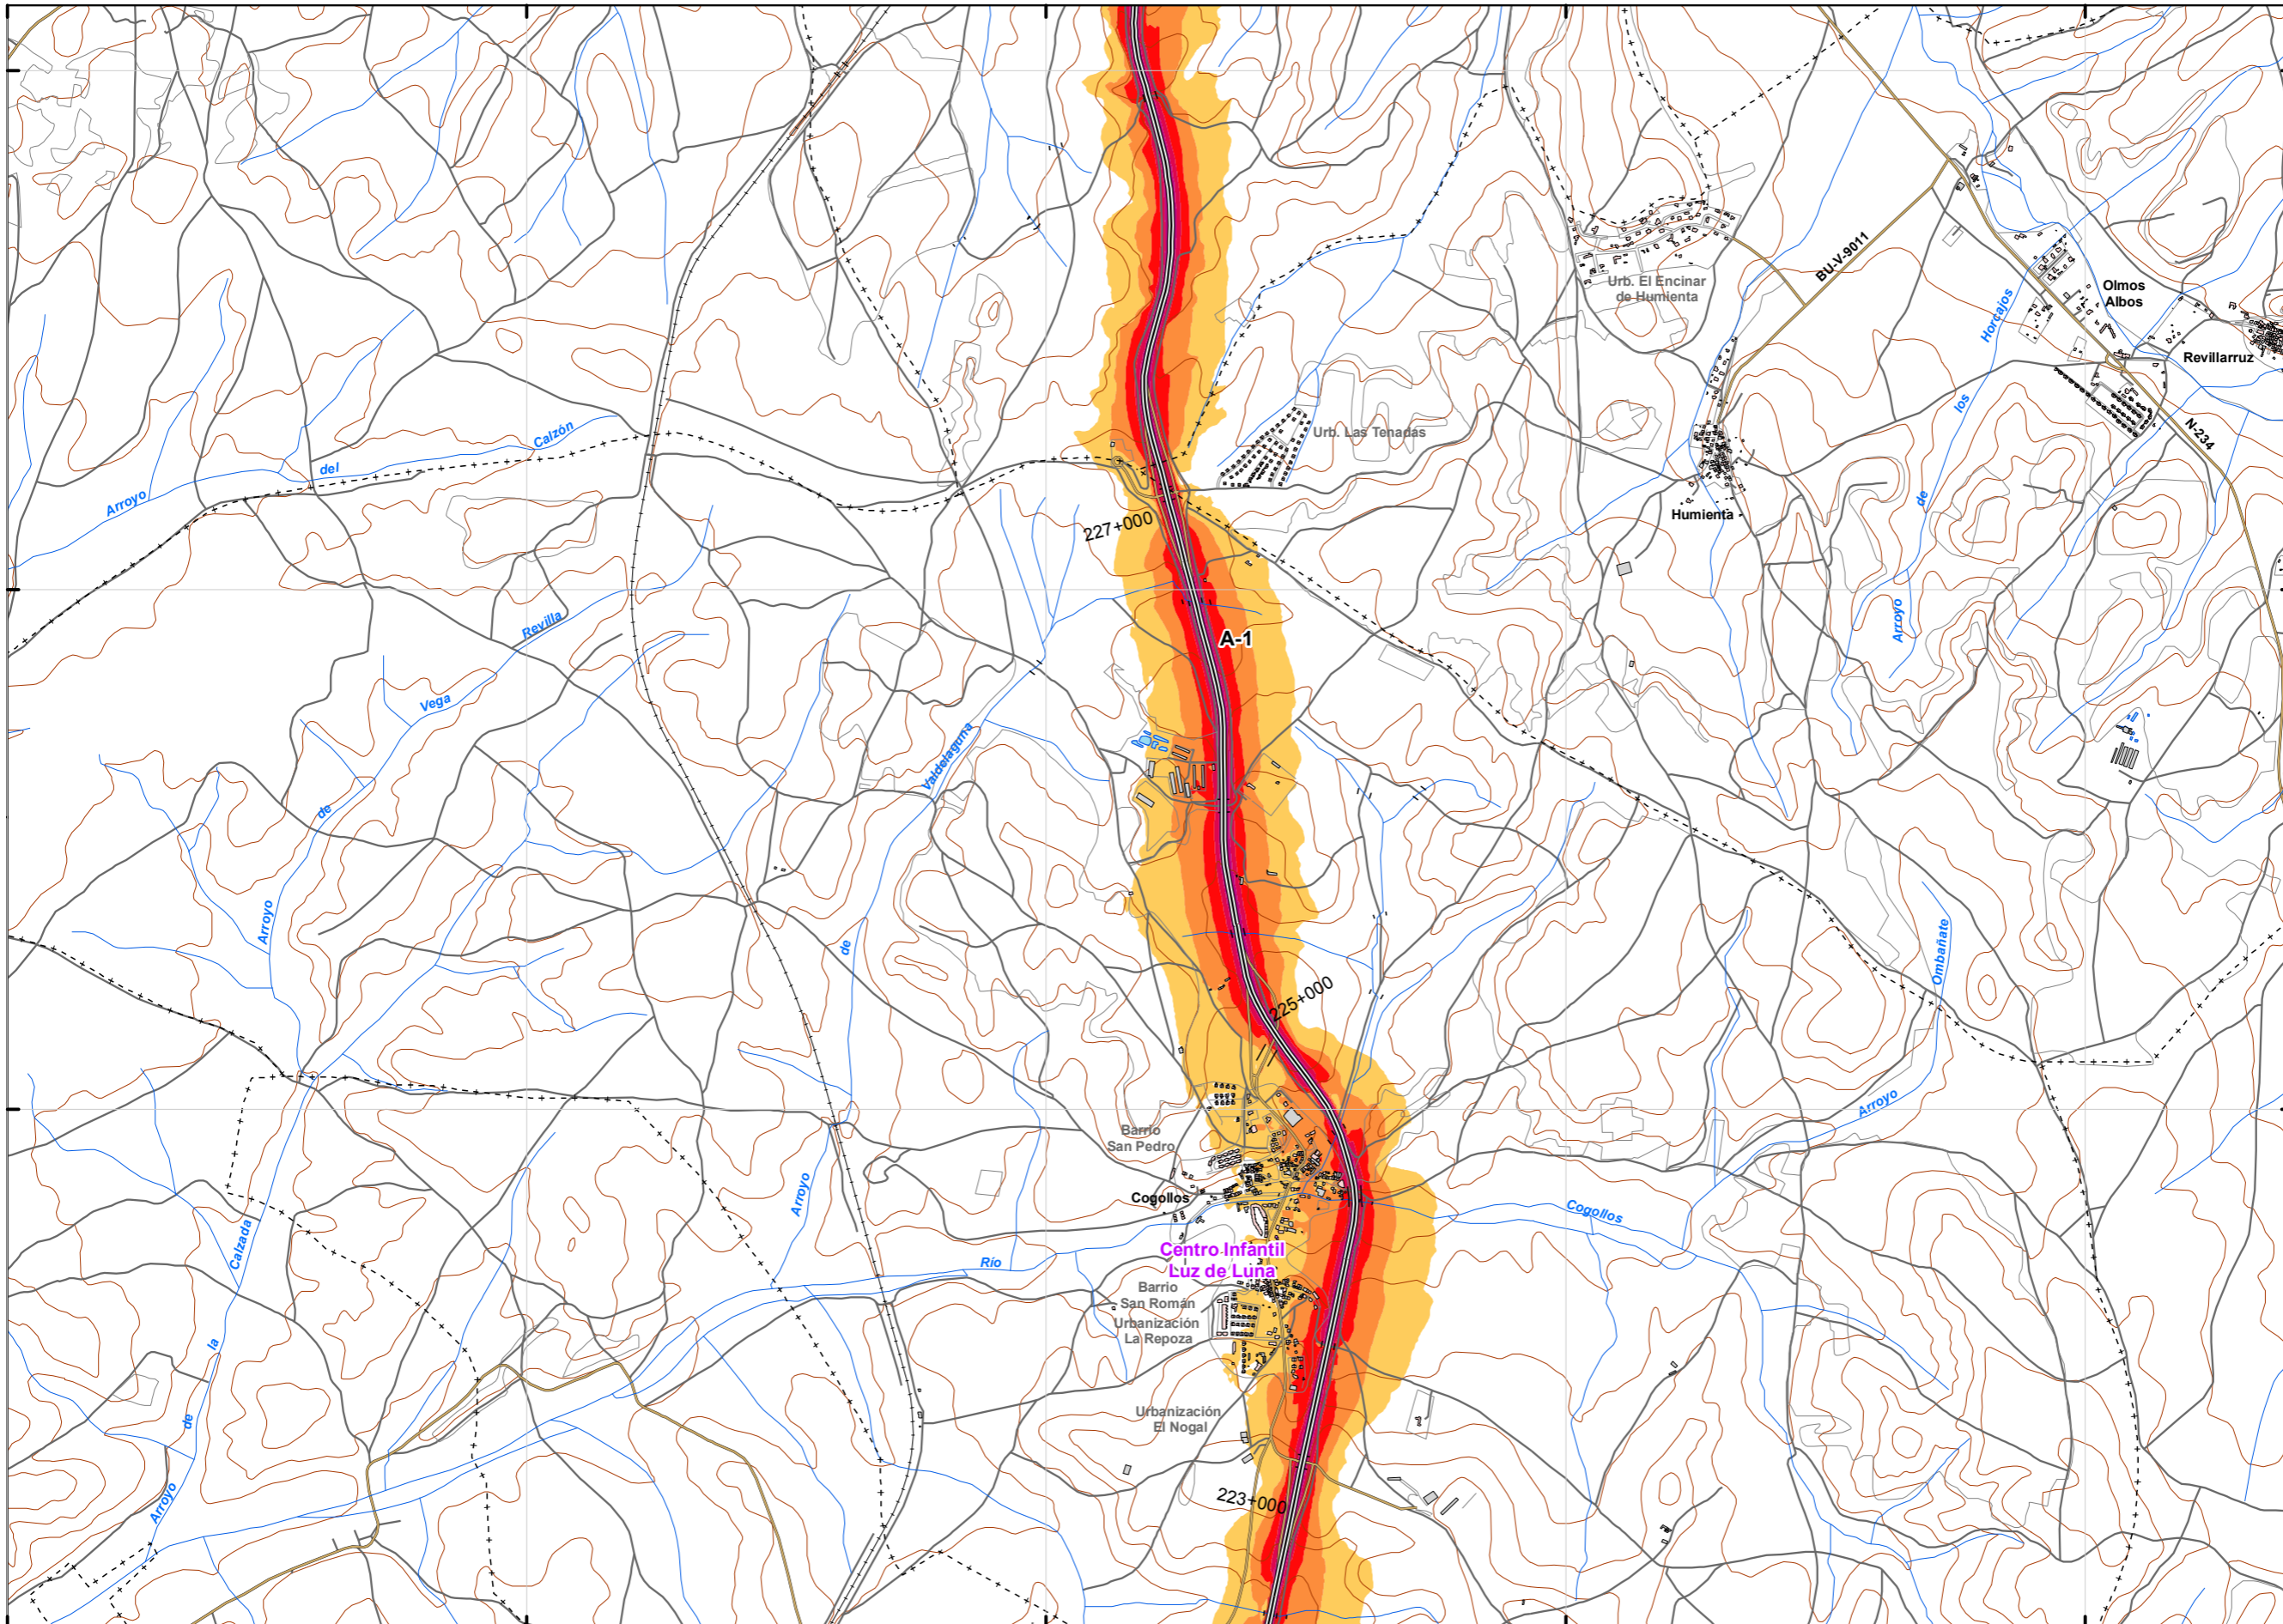 BU-V-9011
Urb. El Encinar
de Humienta
Olmos
Albos
Horcajos
los
de
Arroyo
Revillarruz
N-234
Urb. Las Tenadas
Humienta
Arroyo
del
Calzón
227+000
A-1
Revilla
Vega
de
Arroyo
Valdelaguna
de
Arroyo
225+000
Ombañate
Arroyo
Barrio
San Pedro
Cogollos
Cogollos
Río
Centro Infantil
Luz de Luna
Barrio
San Román
Urbanización
La Repoza
Urbanización
El Nogal
223+000
Calzada
la
de
Arroyo